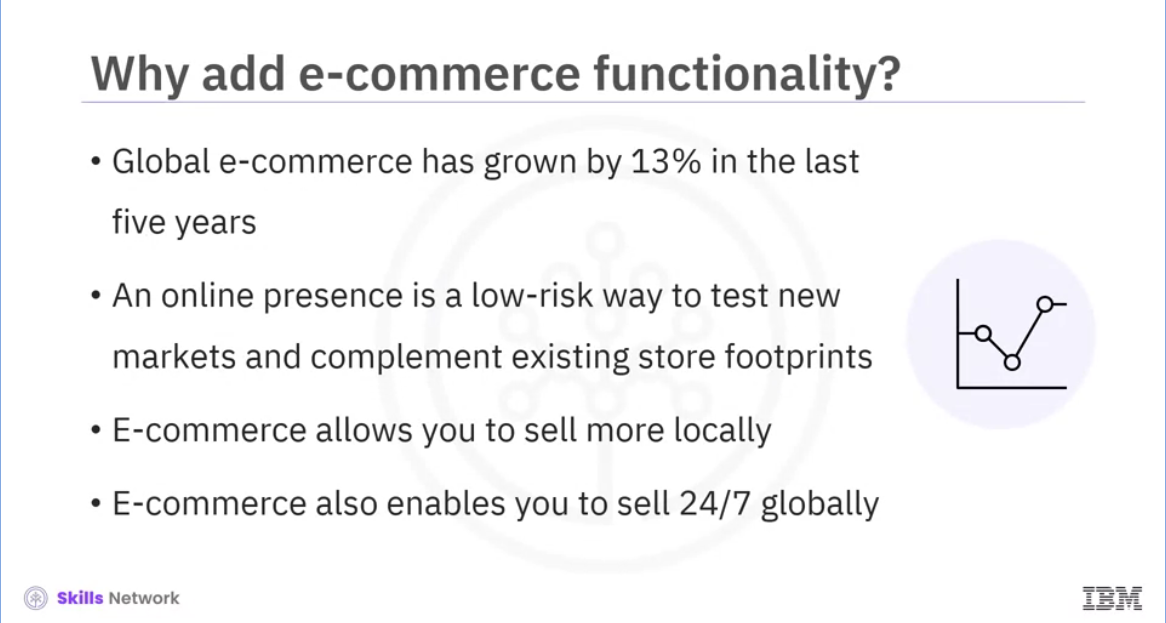 Why add e-commerce functionality?
• Global e-commerce has grown by 13% in the last
five years
• An online presence is a low-risk way to test new
markets and complement existing store footprints
• E-commerce allows you to sell more locally
• E-commerce also enables you to sell 24/7 globally
Skills Network
IBM